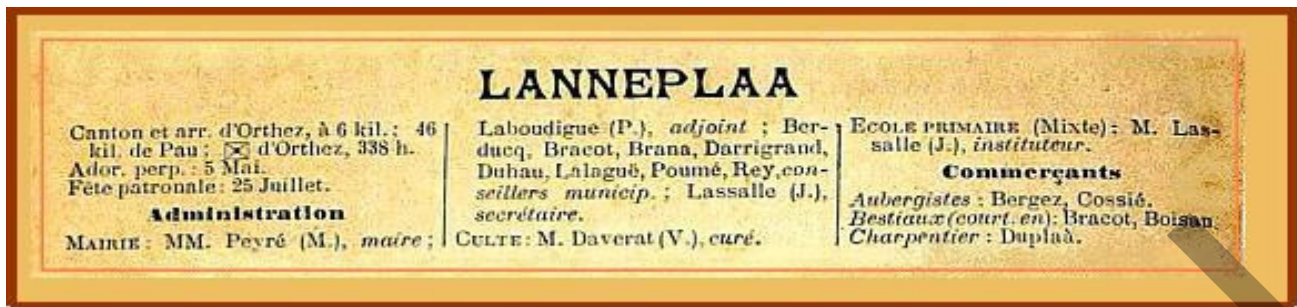 LANNEPLAA
Canton et arr. d'Orthez, à 6 kil.; 46
kil. de Pau; ✉ d'Orthez, 338 h.
Ador. perp. : 5 Mai.
Fête patronale : 25 Juillet.
Administration
MAIRIE : MM. Peyré (M.), maire;
Laboudigue (P.), adjoint ; Ber-
ducq, Bracot, Brana, Darrigrand,
Duhau, Lalaguë, Poumé, Rey, con-
seillers municip. ; Lassalle (J.),
secrétaire.
CULTE : M. Daverat (V.), curé.
ECOLE PRIMAIRE (Mixte) : M. Las-
salle (J.), instituteur.
Commerçants
Aubergistes : Bergez, Cossié.
Bestiaux (court. en) : Bracot, Boisan.
Charpentier : Duplaà.